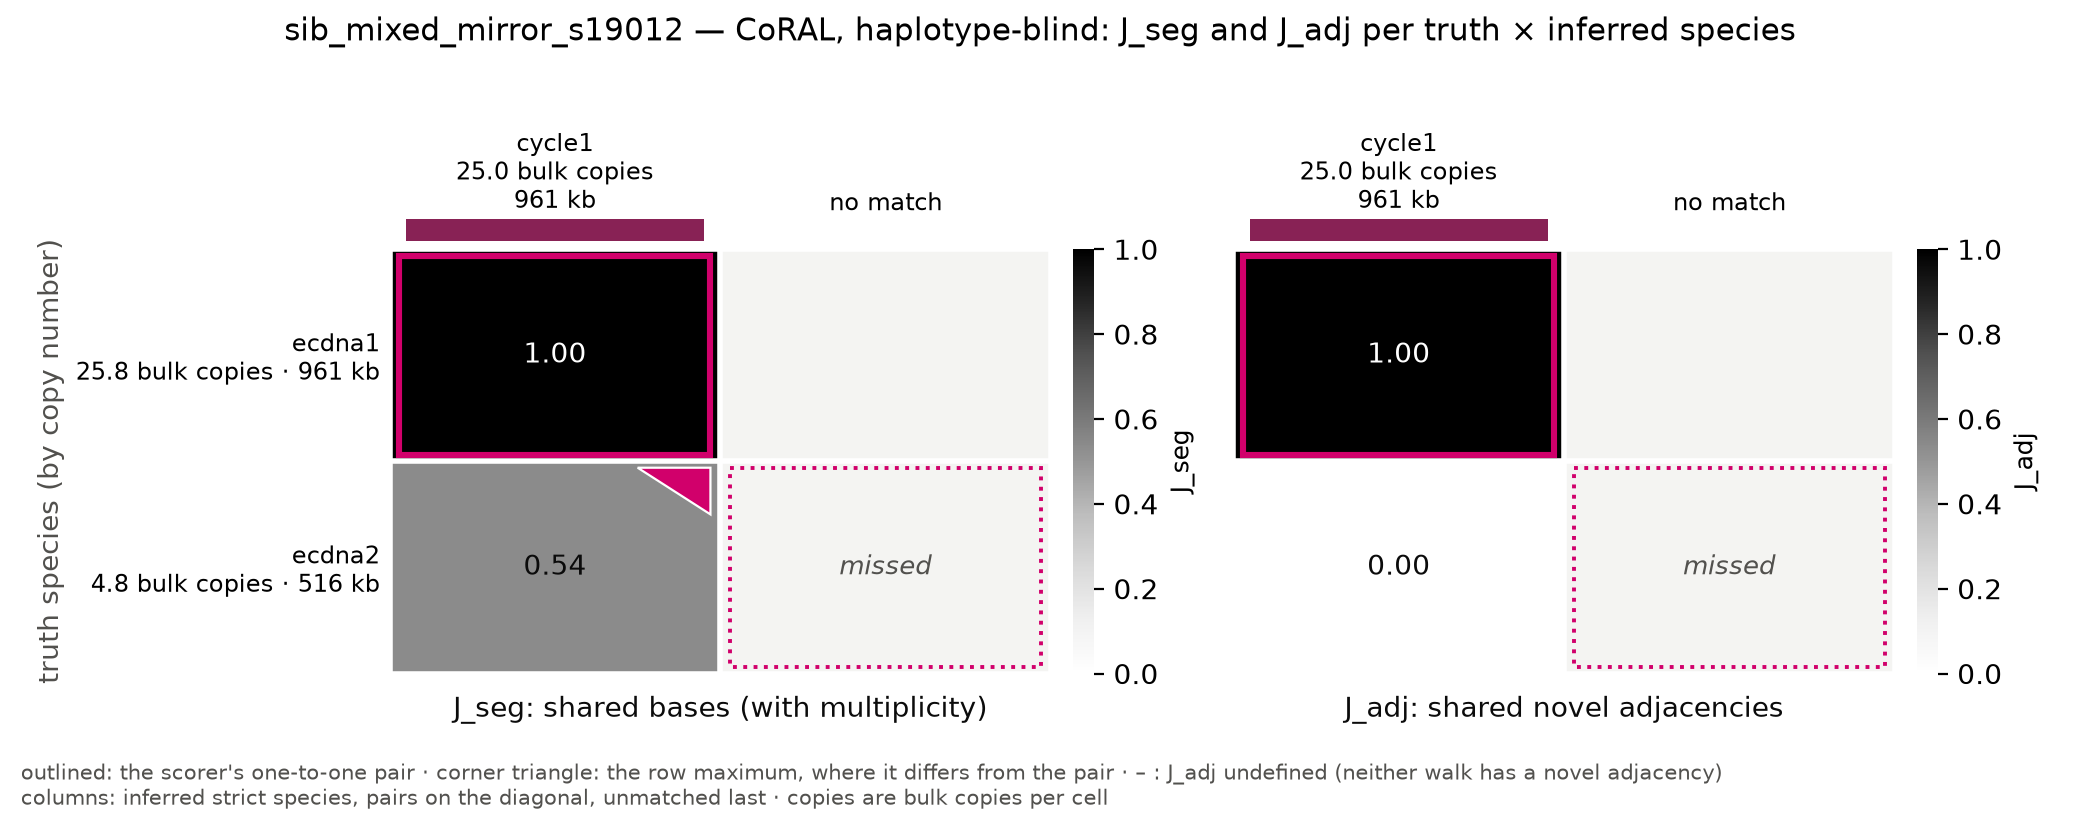 sib_mixed_mirror_s19012 — CoRAL, haplotype-blind: J_seg and J_adj per truth × inferred species
cycle1
25.0 bulk copies
961 kb
no match
cycle1
25.0 bulk copies
961 kb
no match
truth species (by copy number)
ecdna1
25.8 bulk copies · 961 kb
ecdna2
4.8 bulk copies · 516 kb
1.00
0.54
missed
1.0
0.8
0.6
0.4
0.2
0.0
J_seg
1.00
0.00
missed
1.0
0.8
0.6
0.4
0.2
0.0
J_adj
J_seg: shared bases (with multiplicity)
J_adj: shared novel adjacencies
outlined: the scorer's one-to-one pair · corner triangle: the row maximum, where it differs from the pair · – : J_adj undefined (neither walk has a novel adjacency)
columns: inferred strict species, pairs on the diagonal, unmatched last · copies are bulk copies per cell